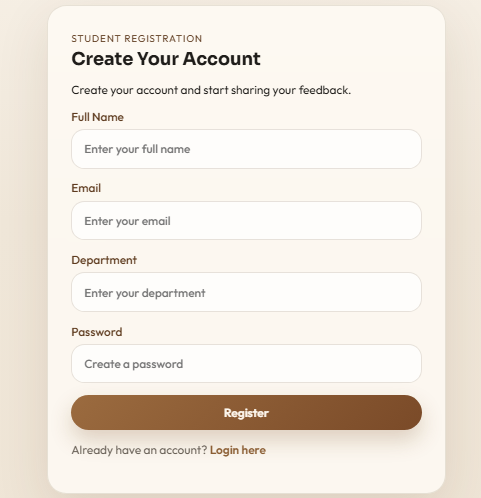 STUDENT REGISTRATION
Create Your Account
Create your account and start sharing your feedback.
Full Name
Enter your full name
Email
Enter your email
Department
Enter your department
Password
Create a password
Register
Already have an account? Login here